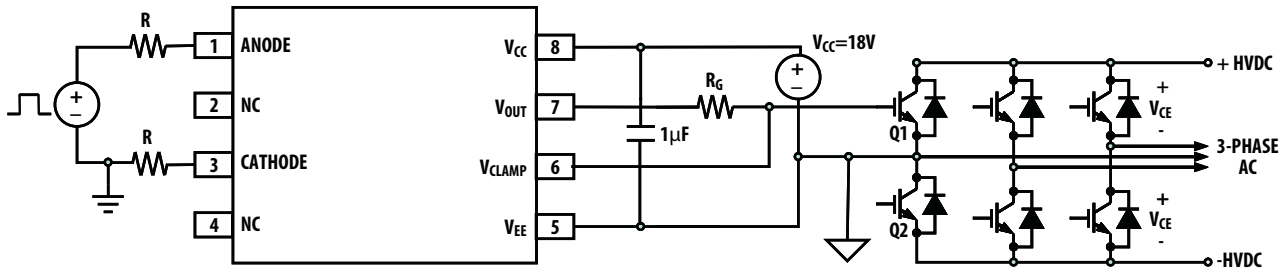 R
1 ANODE
2 NC
R
3 CATHODE
4 NC
V_CC 8
V_OUT 7
V_CLAMP 6
V_EE 5
+
−
1μF
R_G
V_CC=18V
+
−
Q1
Q2
+ HVDC
+
V_CE
-
3-PHASE
AC
+
V_CE
-
-HVDC